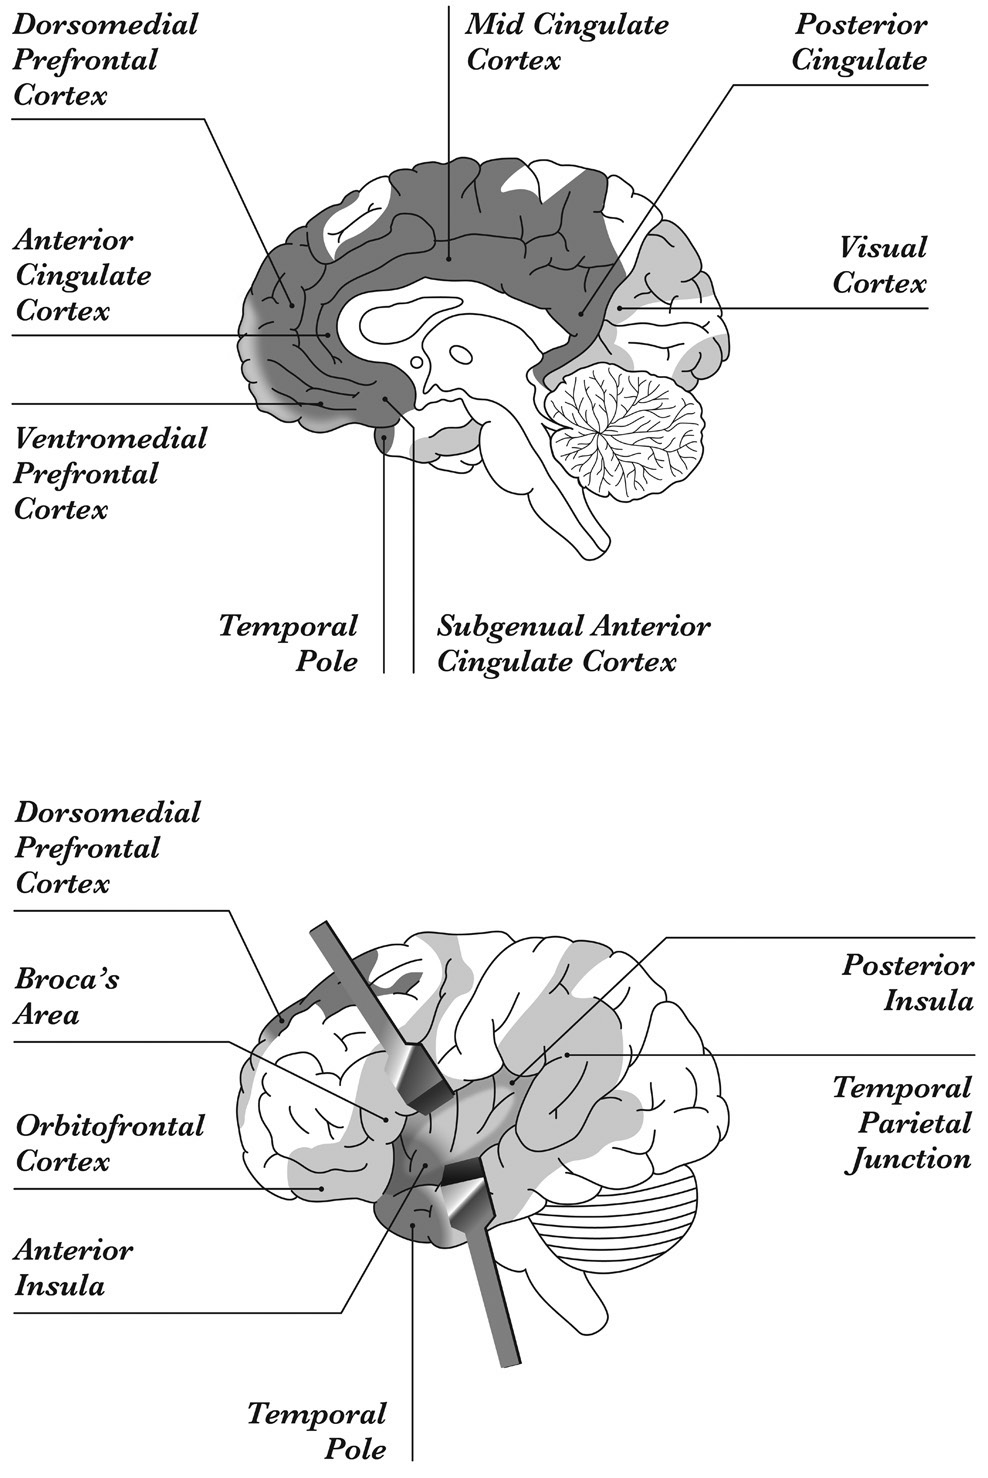 Dorsomedial
Prefrontal
Cortex
Mid Cingulate
Cortex
Posterior
Cingulate
Anterior
Cingulate
Cortex
Visual
Cortex
Ventromedial
Prefrontal
Cortex
Temporal
Pole
Subgenual Anterior
Cingulate Cortex
Dorsomedial
Prefrontal
Cortex
Broca’s
Area
Posterior
Insula
Orbitofrontal
Cortex
Temporal
Parietal
Junction
Anterior
Insula
Temporal
Pole